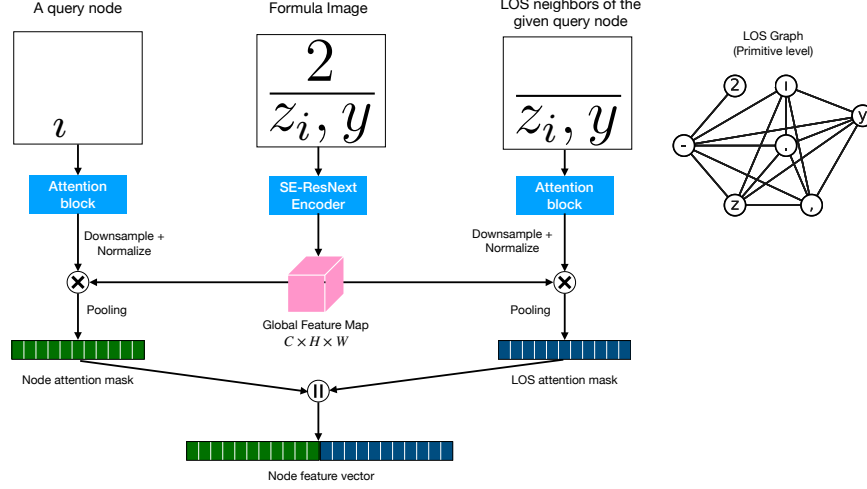 A query node
ı
Attention
block
Downsample +
Normalize
Pooling
Node attention mask
Formula Image
2
z_i, y
SE-ResNext
Encoder
Global Feature Map
C × H × W
LOS neighbors of the
given query node
z_i, y
Attention
block
Downsample +
Normalize
Pooling
LOS attention mask
Node feature vector
LOS Graph
(Primitive level)
2
ı
y
-
.
z
,